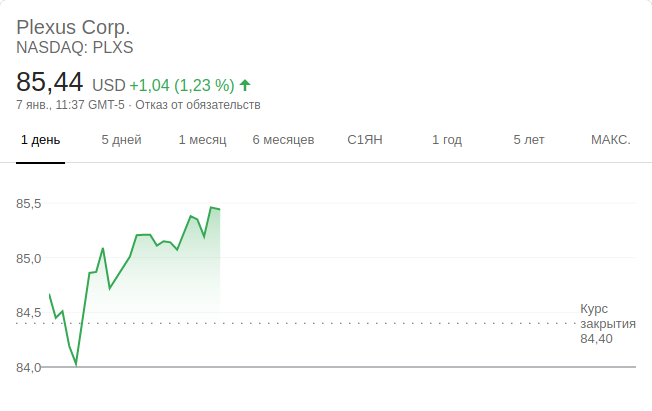 Plexus Corp.
NASDAQ: PLXS
85,44 USD +1,04 (1,23 %)
7 янв., 11:37 GMT-5 · Отказ от обязательств
1 день 5 дней 1 месяц 6 месяцев С1ЯН 1 год 5 лет МАКС.
85,5
85,0
84,5
Курс
закрытия
84,40
84,0